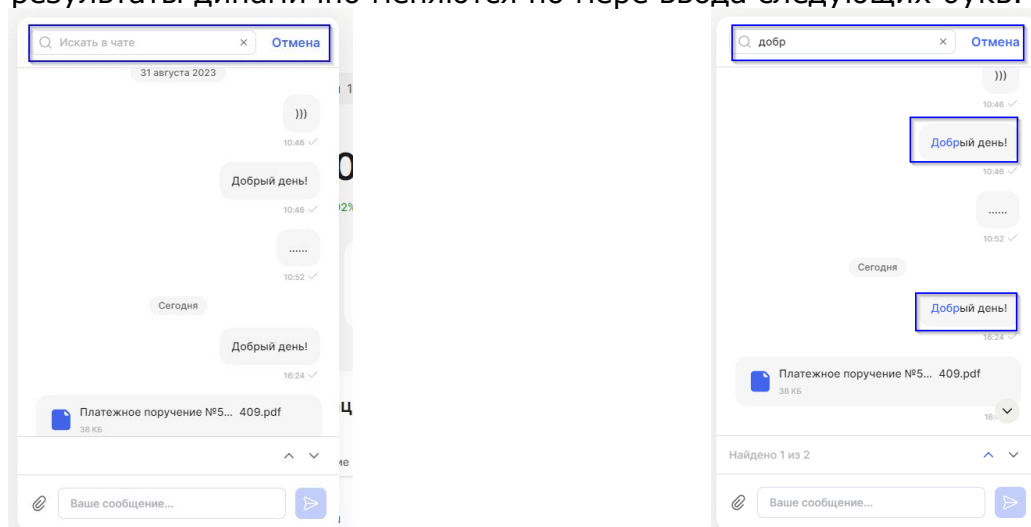 результаты динамично меняются по мере ввода следующих букв.
Искать в чате × Отмена
31 августа 2023
)))
10:46
Добрый день!
10:46
......
10:52
Сегодня
Добрый день!
16:24
Платежное поручение №5... 409.pdf
38 КБ
Ваше сообщение...
добр × Отмена
)))
10:46
Добрый день!
10:46
......
10:52
Сегодня
Добрый день!
16:24
Платежное поручение №5... 409.pdf
38 КБ
Найдено 1 из 2
Ваше сообщение...